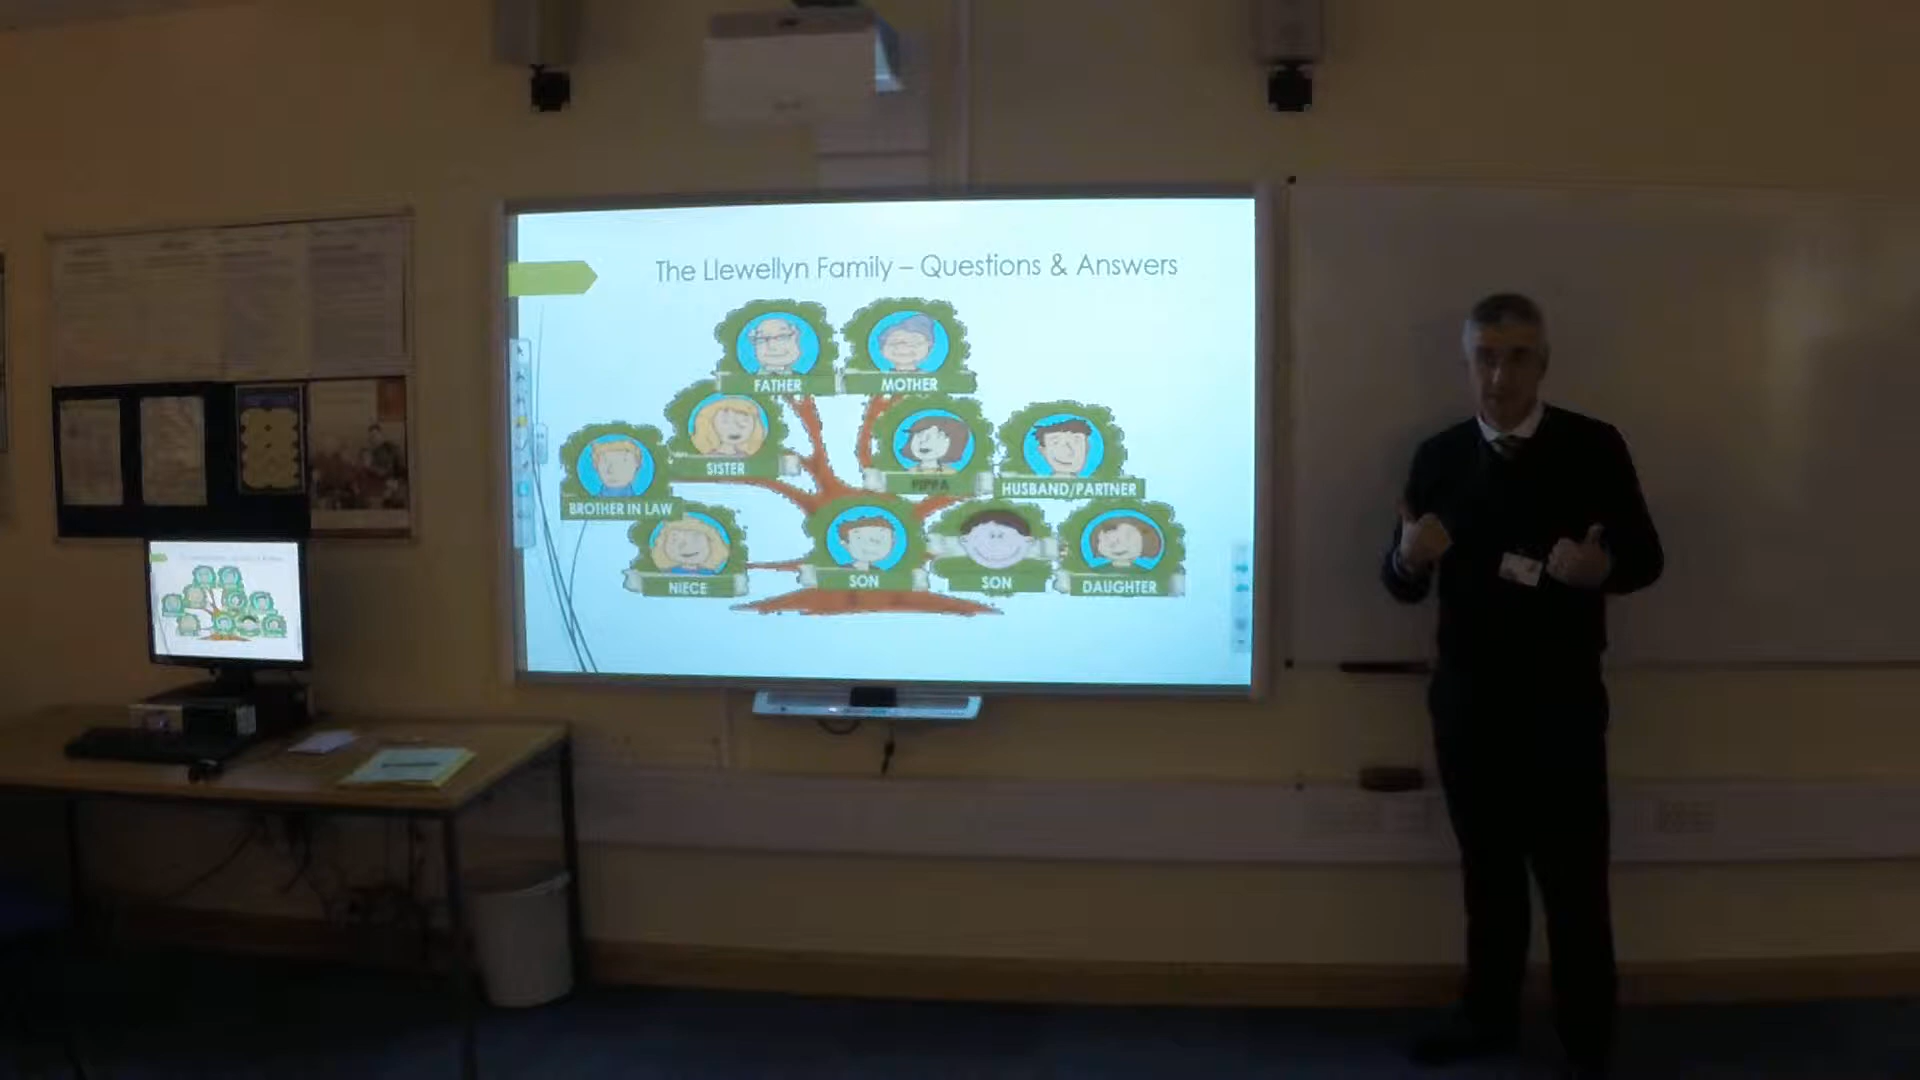 The Llewellyn Family – Questions & Answers
FATHER
MOTHER
SISTER
PIPPA
HUSBAND/PARTNER
BROTHER IN LAW
NIECE
SON
SON
DAUGHTER